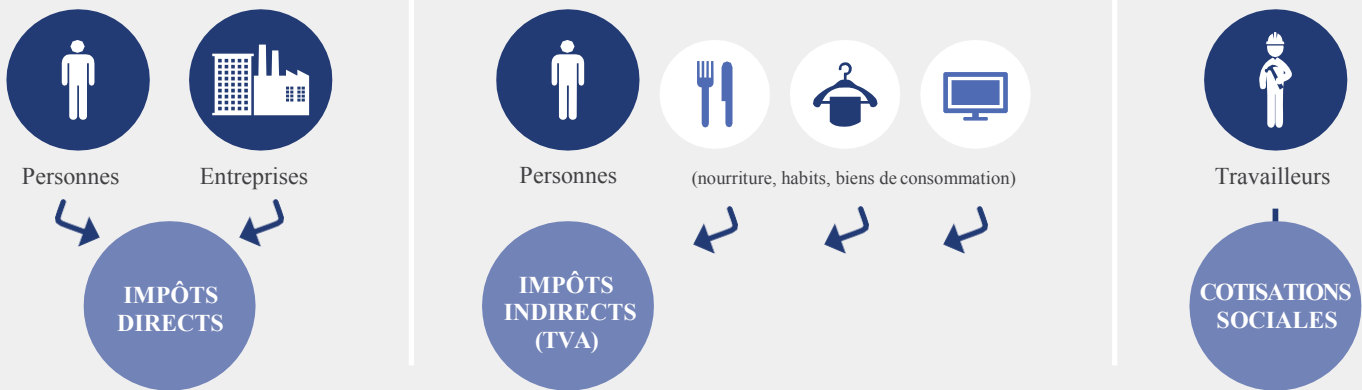 Personnes
Entreprises
IMPÔTS
DIRECTS
Personnes
(nourriture, habits, biens de consommation)
IMPÔTS
INDIRECTS
(TVA)
Travailleurs
COTISATIONS
SOCIALES